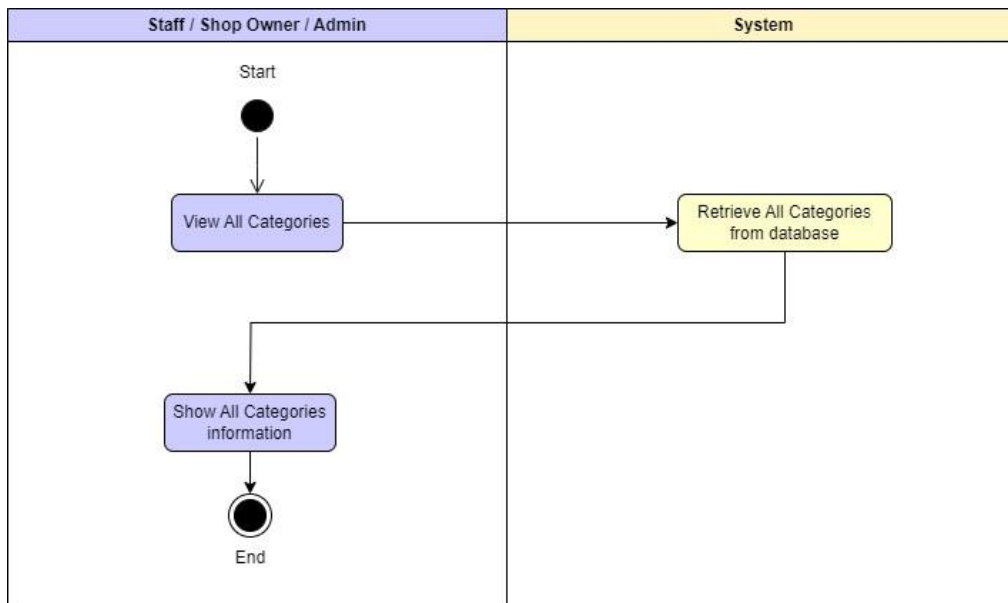 Staff / Shop Owner / Admin
System
Start
View All Categories
Retrieve All Categories
from database
Show All Categories
information
End